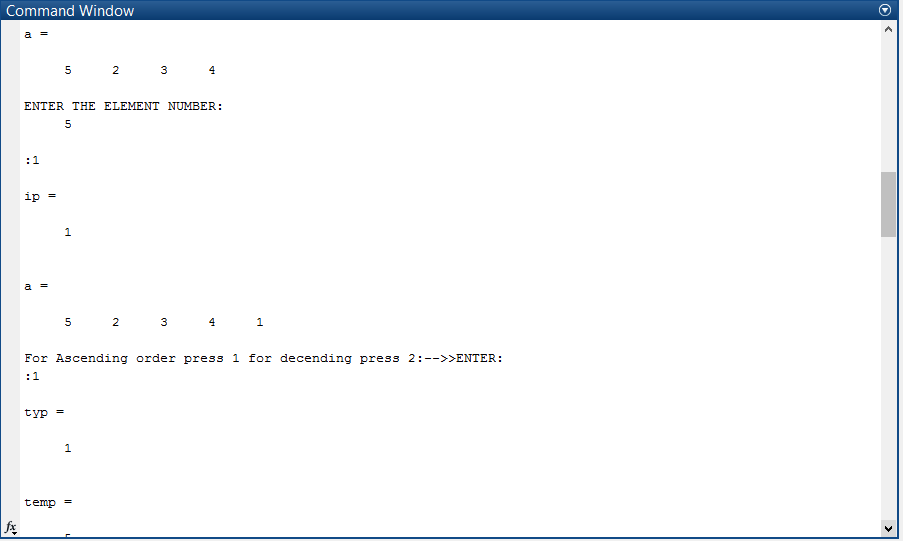 Command Window
a =
5 2 3 4
ENTER THE ELEMENT NUMBER:
5
:1
ip =
1
a =
5 2 3 4 1
For Ascending order press 1 for decending press 2:-->>ENTER:
:1
typ =
1
temp =
fx